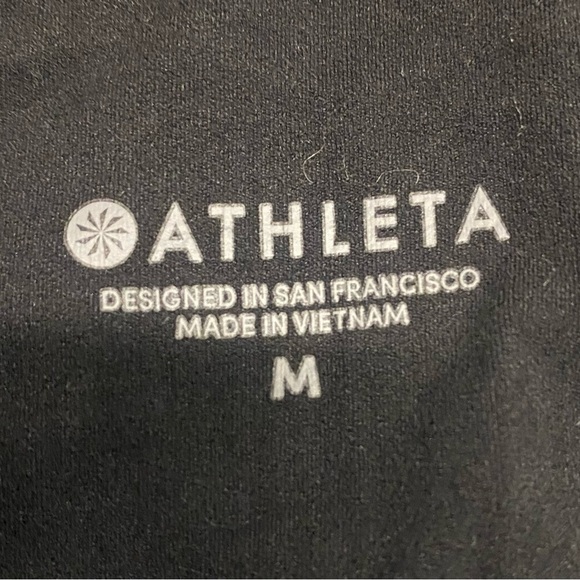 ATHLETA
DESIGNED IN SAN FRANCISCO
MADE IN VIETNAM
M